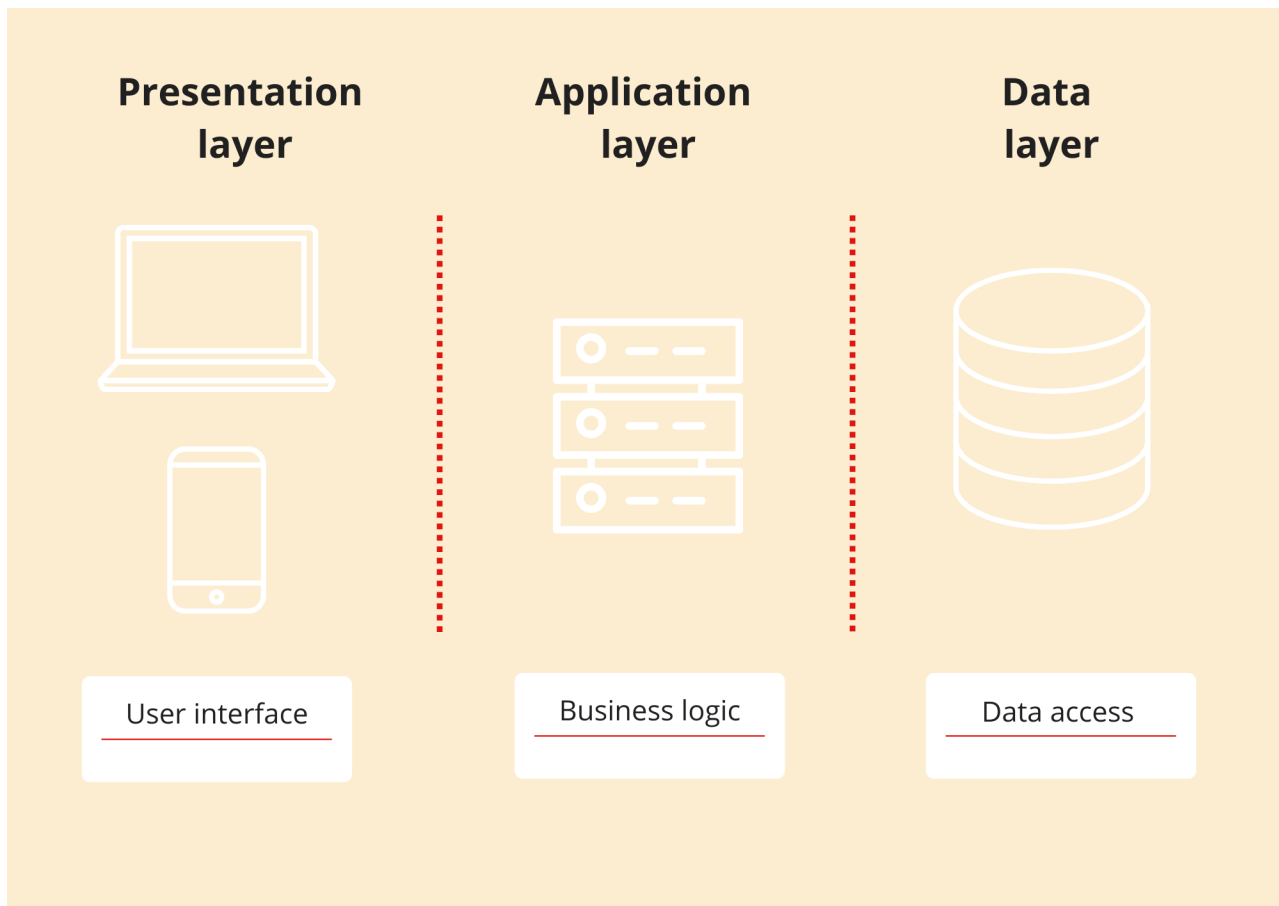 Presentation
layer
Application
layer
Data
layer
User interface
Business logic
Data access